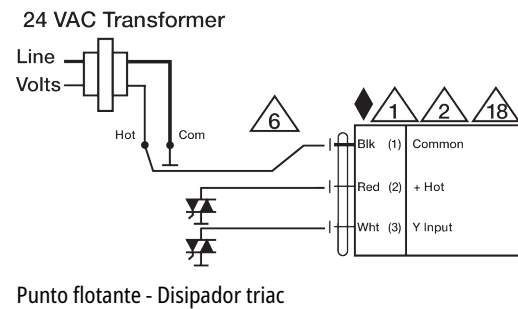 24 VAC Transformer
Line
Volts
Hot
Com
6
1
2
18
Blk (1) Common
Red (2) + Hot
Wht (3) Y Input
Punto flotante - Disipador triac